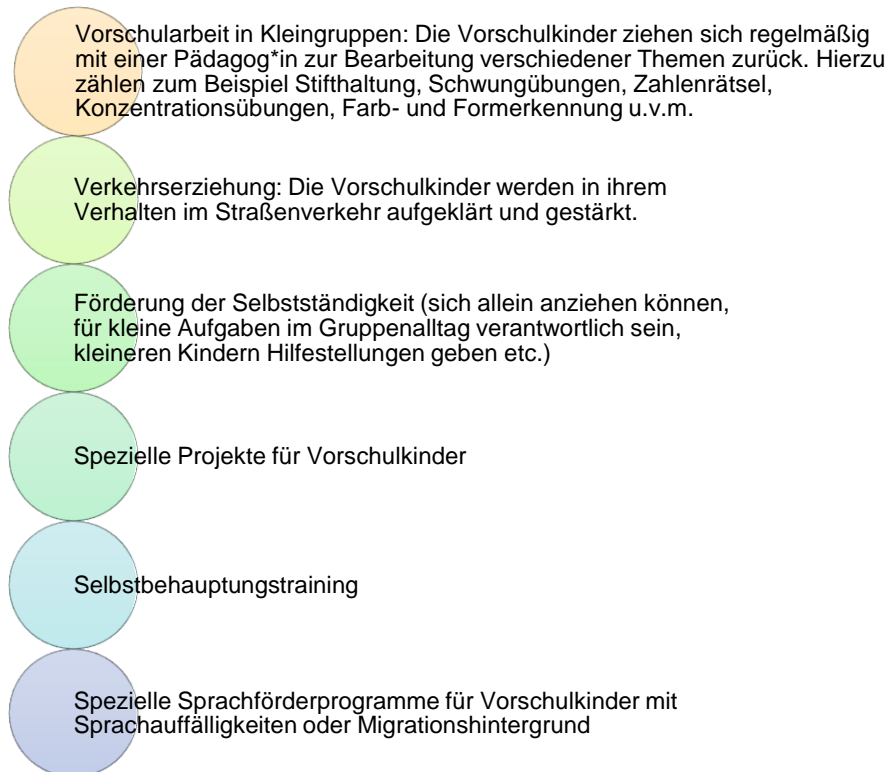 Vorschularbeit in Kleingruppen: Die Vorschulkinder ziehen sich regelmäßig
mit einer Pädagog*in zur Bearbeitung verschiedener Themen zurück. Hierzu
zählen zum Beispiel Stifthaltung, Schwungübungen, Zahlenrätsel,
Konzentrationsübungen, Farb- und Formerkennung u.v.m.
Verkehrserziehung: Die Vorschulkinder werden in ihrem
Verhalten im Straßenverkehr aufgeklärt und gestärkt.
Förderung der Selbstständigkeit (sich allein anziehen können,
für kleine Aufgaben im Gruppenalltag verantwortlich sein,
kleineren Kindern Hilfestellungen geben etc.)
Spezielle Projekte für Vorschulkinder
Selbstbehauptungstraining
Spezielle Sprachförderprogramme für Vorschulkinder mit
Sprachauffälligkeiten oder Migrationshintergrund